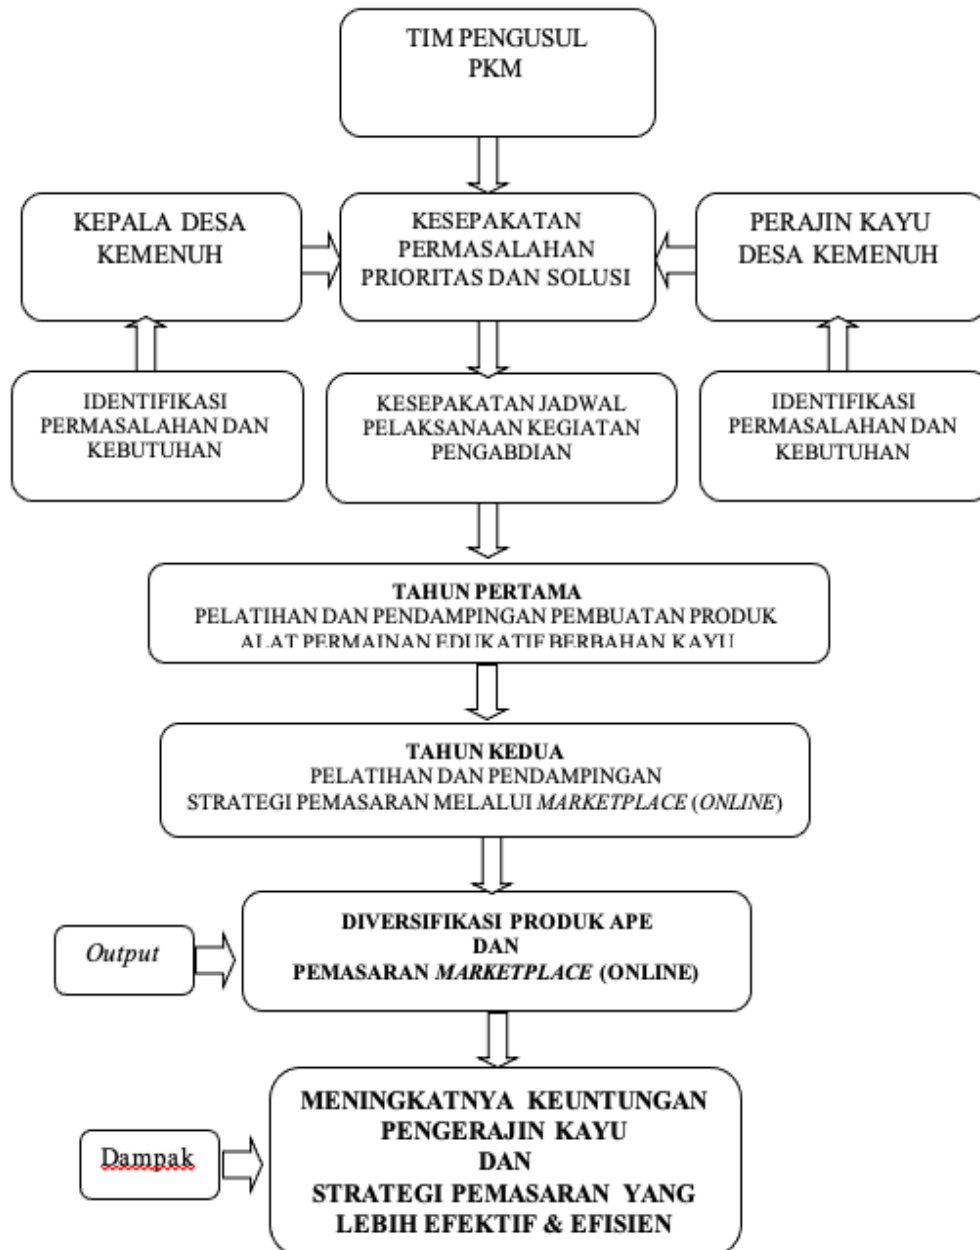 TIM PENGUSUL
PKM
KEPALA DESA
KEMENUH
KESEPAKATAN
PERMASALAHAN
PRIORITAS DAN SOLUSI
PERAJIN KAYU
DESA KEMENUH
IDENTIFIKASI
PERMASALAHAN DAN
KEBUTUHAN
KESEPAKATAN JADWAL
PELAKSANAAN KEGIATAN
PENGABDIAN
IDENTIFIKASI
PERMASALAHAN DAN
KEBUTUHAN
TAHUN PERTAMA
PELATIHAN DAN PENDAMPINGAN PEMBUATAN PRODUK
ALAT PERMAINAN EDUKATIF BERBAHAN KAYU
TAHUN KEDUA
PELATIHAN DAN PENDAMPINGAN
STRATEGI PEMASARAN MELALUI MARKETPLACE (ONLINE)
Output
DIVERSIFIKASI PRODUK APE
DAN
PEMASARAN MARKETPLACE (ONLINE)
Dampak
MENINGKATNYA KEUNTUNGAN
PENGERAJIN KAYU
DAN
STRATEGI PEMASARAN YANG
LEBIH EFEKTIF & EFISIEN